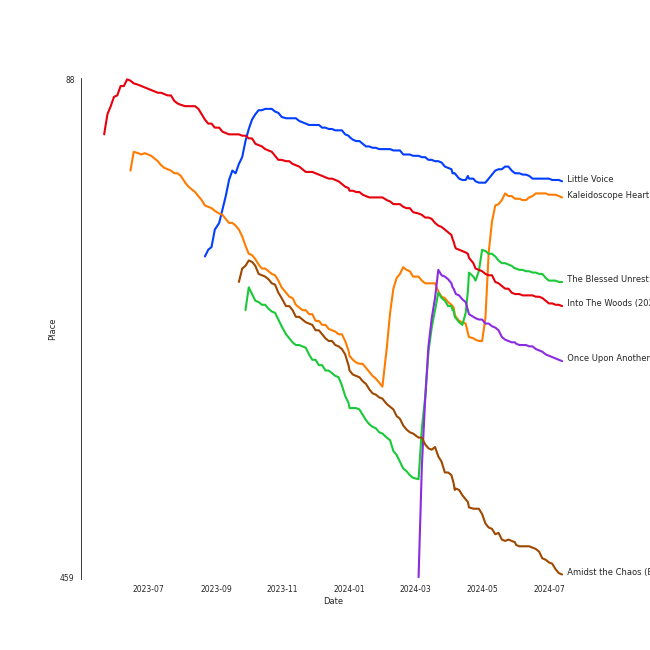 88
Little Voice
Kaleidoscope Heart
The Blessed Unrest
Into The Woods (202
Place
Once Upon Another
Amidst the Chaos (
459
2023-07
2023-09
2023-11
2024-01
2024-03
2024-05
2024-07
Date